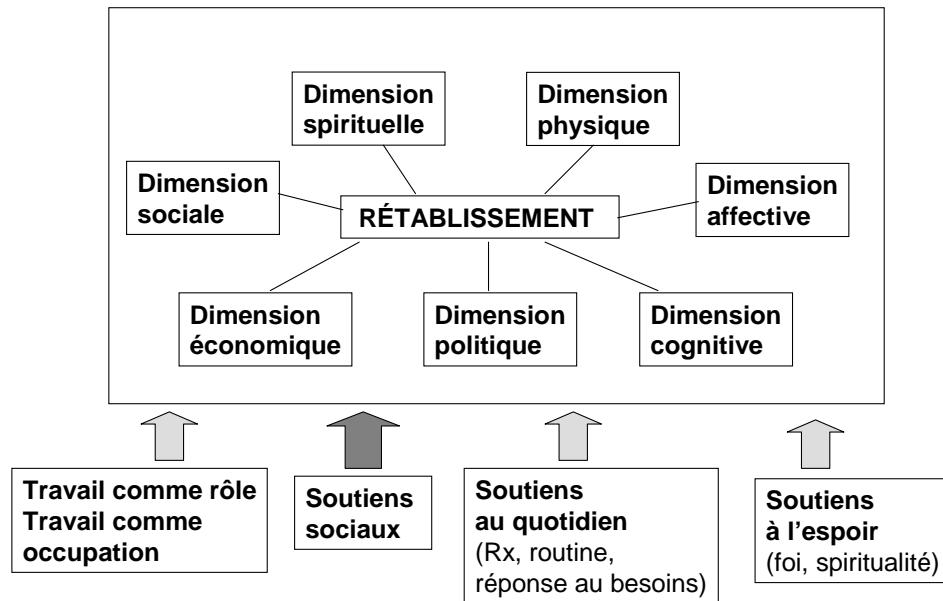 Dimension
spirituelle
Dimension
physique
Dimension
sociale
RÉTABLISSEMENT
Dimension
affective
Dimension
économique
Dimension
politique
Dimension
cognitive
Travail comme rôle
Travail comme
occupation
Soutiens
sociaux
Soutiens
au quotidien
(Rx, routine,
réponse au besoins)
Soutiens
à l'espoir
(foi, spiritualité)